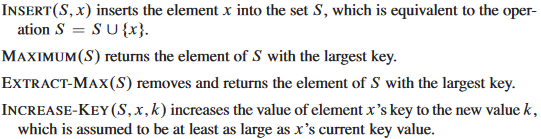 INSERT(S, x) inserts the element x into the set S, which is equivalent to the oper-
ation S = S ∪ {x}.
MAXIMUM(S) returns the element of S with the largest key.
EXTRACT-MAX(S) removes and returns the element of S with the largest key.
INCREASE-KEY(S, x, k) increases the value of element x's key to the new value k,
which is assumed to be at least as large as x's current key value.